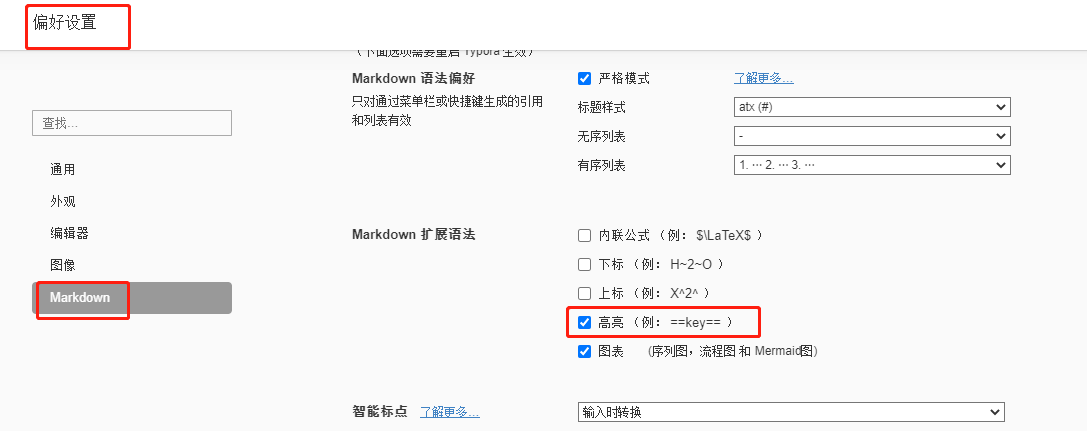 偏好设置
（下面选项需要重启 Typora 生效）
Markdown 语法偏好
严格模式
了解更多…
只对通过菜单栏或快捷键生成的引用
和列表有效
标题样式
atx (#)
无序列表
-
有序列表
1. ··· 2. ··· 3. ···
查找...
通用
外观
编辑器
图像
Markdown
Markdown 扩展语法
内联公式 （例： $\LaTeX$ ）
下标 （例： H~2~O ）
上标 （例： X^2^ ）
高亮 （例： ==key== ）
图表 (序列图，流程图 和 Mermaid图)
智能标点 了解更多…
输入时转换